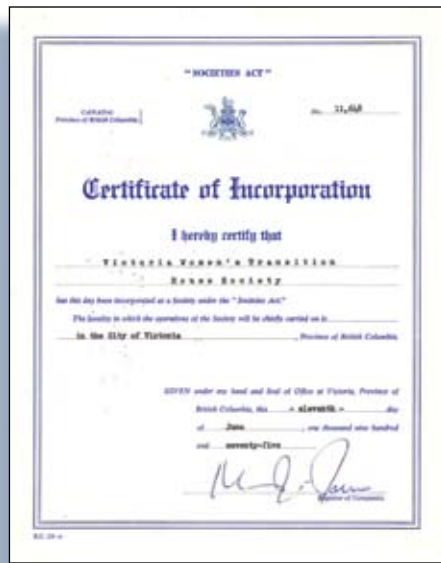 "SOCIETIES ACT"
CANADA:
Province of British Columbia.
No. 11,648
Certificate of Incorporation
I hereby certify that
Victoria Women's Transition
House Society
has this day been incorporated as a Society under the "Societies Act."
The locality in which the operations of the Society will be chiefly carried on is
in the City of Victoria , Province of British Columbia.
GIVEN under my hand and Seal of Office at Victoria, Province of
British Columbia, this - eleventh - day
of June , one thousand nine hundred
and seventy-five
Registrar of Companies.